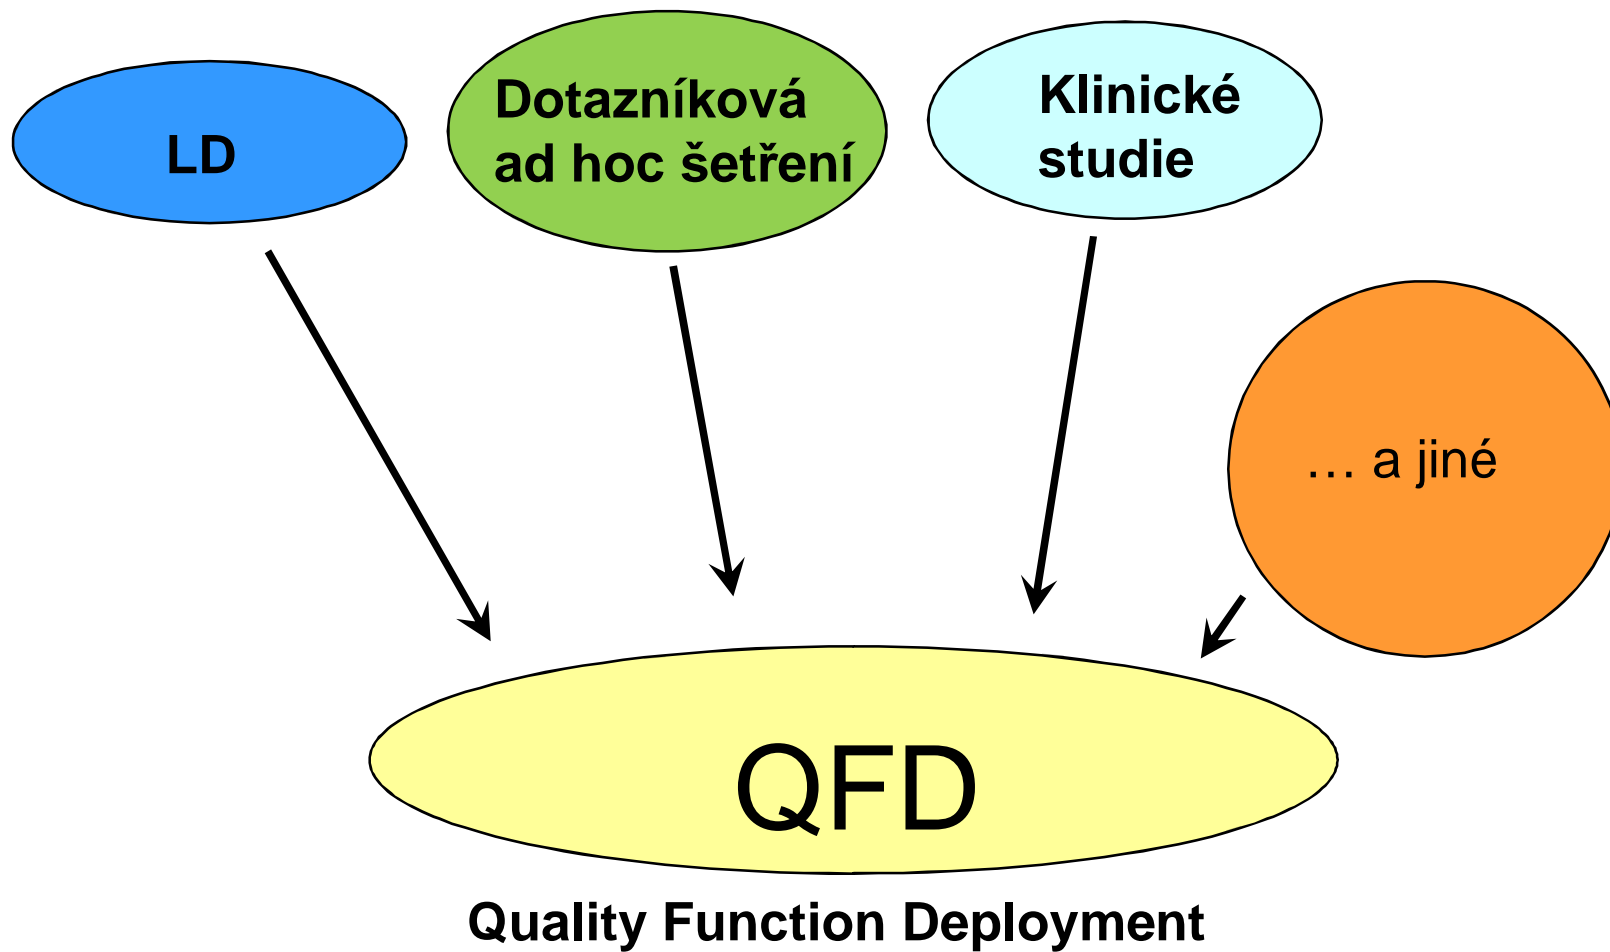 LD
Dotazníková
ad hoc šetření
Klinické
studie
… a jiné
QFD
Quality Function Deployment